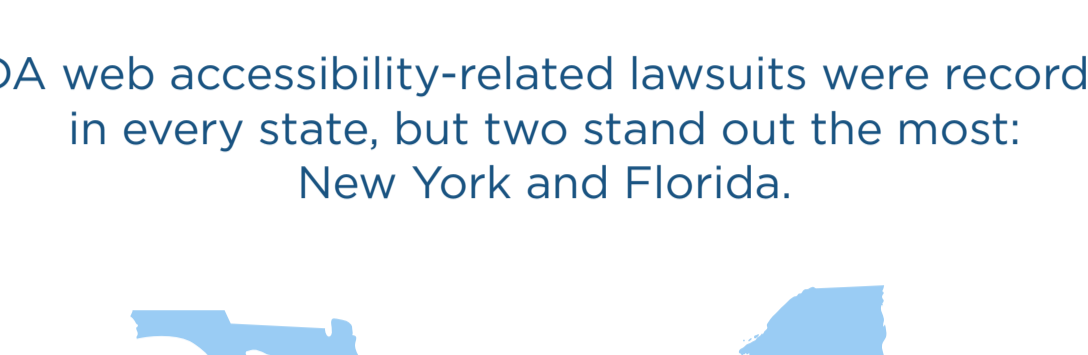 DA web accessibility-related lawsuits were record
in every state, but two stand out the most:
New York and Florida.